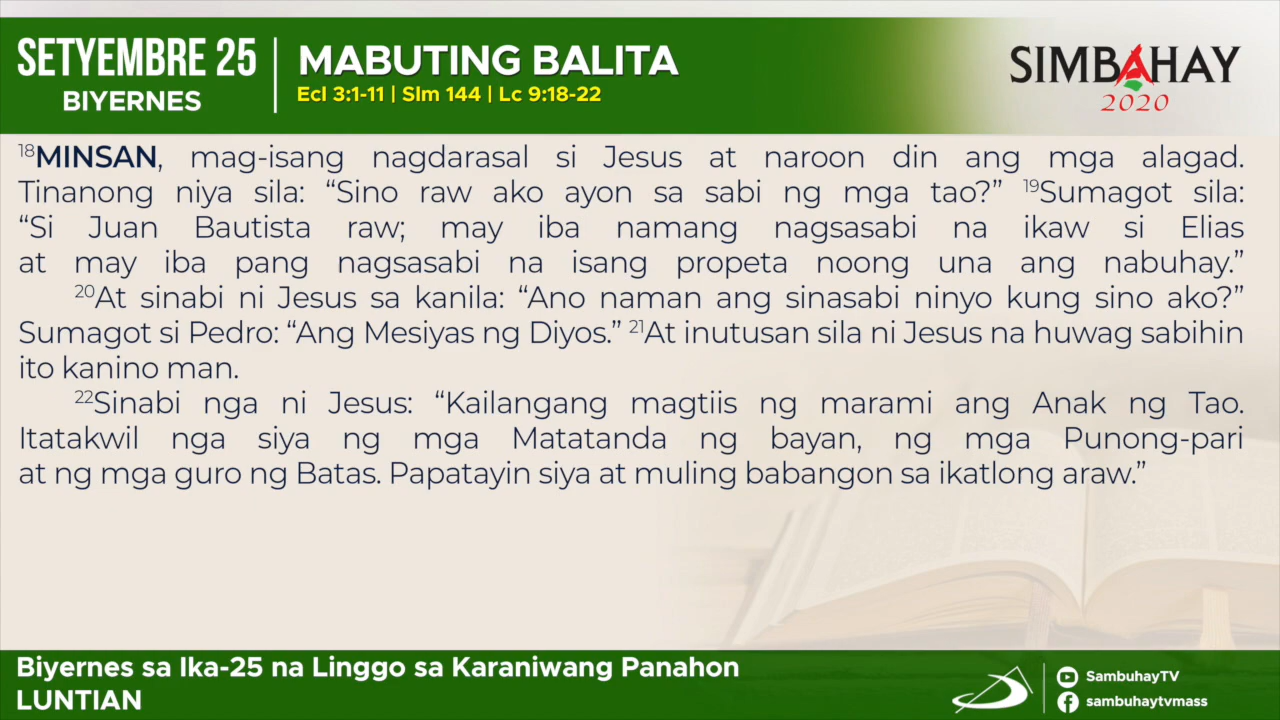 SETYEMBRE 25
BIYERNES
MABUTING BALITA
Ecl 3:1-11 | Slm 144 | Lc 9:18-22
SIMBAHAY
2020
18MINSAN, mag-isang nagdarasal si Jesus at naroon din ang mga alagad.
Tinanong niya sila: “Sino raw ako ayon sa sabi ng mga tao?” 19Sumagot sila:
“Si Juan Bautista raw; may iba namang nagsasabi na ikaw si Elias
at may iba pang nagsasabi na isang propeta noong una ang nabuhay.”
20At sinabi ni Jesus sa kanila: “Ano naman ang sinasabi ninyo kung sino ako?”
Sumagot si Pedro: “Ang Mesiyas ng Diyos.” 21At inutusan sila ni Jesus na huwag sabihin
ito kanino man.
22Sinabi nga ni Jesus: “Kailangang magtiis ng marami ang Anak ng Tao.
Itatakwil nga siya ng mga Matatanda ng bayan, ng mga Punong-pari
at ng mga guro ng Batas. Papatayin siya at muling babangon sa ikatlong araw.”
Biyernes sa Ika-25 na Linggo sa Karaniwang Panahon
LUNTIAN
SambuhayTV
sambuhaytvmass